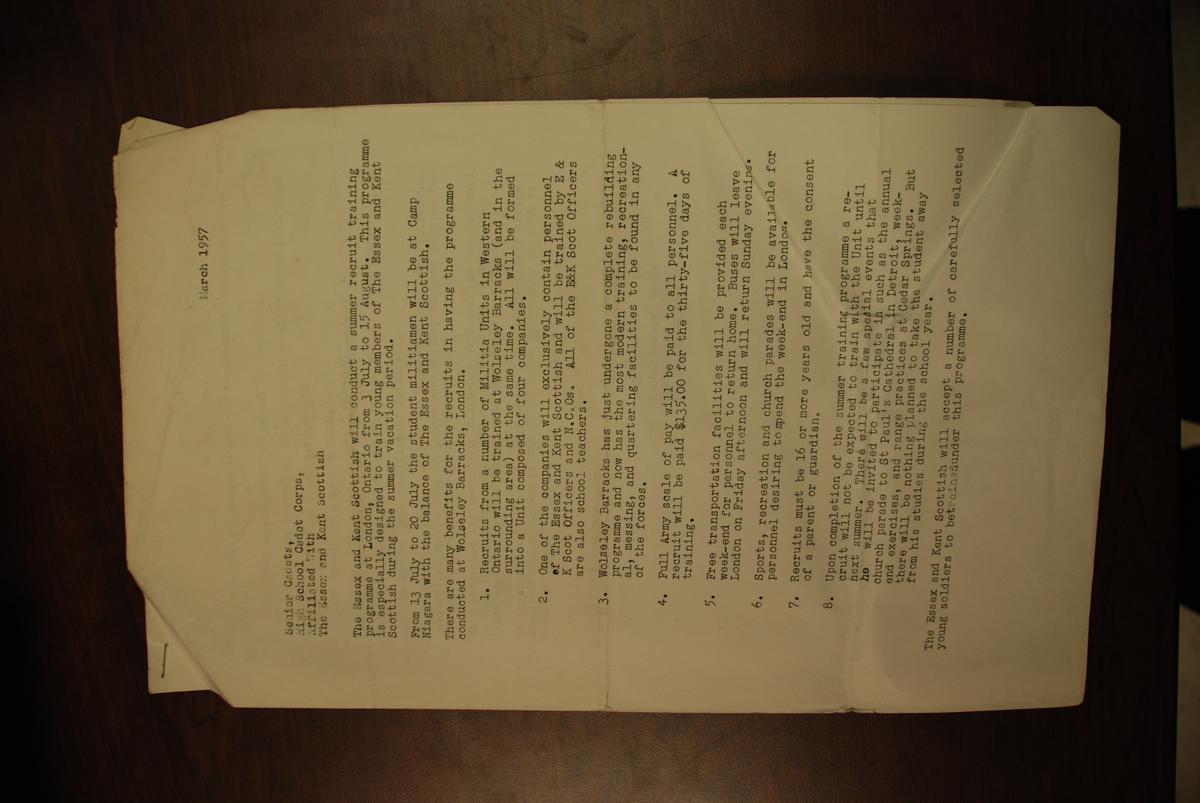 March 1957
Senior Cadets,
High School Cadet Corps,
Affiliated With
The Essex and Kent Scottish
The Essex and Kent Scottish will conduct a summer recruit training
programme at London, Ontario from 3 July to 15 August. This programme
is especially designed to train young members of The Essex and Kent
Scottish during the summer vacation period.
From 13 July to 20 July the student militiamen will be at Camp
Niagara with the balance of The Essex and Kent Scottish.
There are many benefits for the recruits in having the programme
conducted at Wolseley Barracks, London.
1. Recruits from a number of Militia Units in Western
Ontario will be trained at Wolseley Barracks (and in the
surrounding area) at the same time. All will be formed
into a Unit composed of four companies.
2. One of the companies will exclusively contain personnel
of The Essex and Kent Scottish and will be trained by E &
K Scot Officers and N.C.Os. All of the E&K Scot Officers
are also school teachers.
3. Wolseley Barracks has just undergone a complete rebuilding
programme and now has the most modern training, recreation-
al, messing, and quartering facilities to be found in any
of the forces.
4. Full Army scale of pay will be paid to all personnel. A
recruit will be paid $135.00 for the thirty-five days of
training.
5. Free transportation facilities will be provided each
week-end for personnel to return home. Buses will leave
London on Friday afternoon and will return Sunday evening.
6. Sports, recreation and church parades will be available for
personnel desiring to spend the week-end in London.
7. Recruits must be 16 or more years old and have the consent
of a parent or guardian.
8. Upon completion of the summer training programme a re-
cruit will not be expected to train with the Unit until
next summer. There will be a few special events that
he will be invited to participate in such as the annual
church parade to St Paul's Cathedral in Detroit, week-
end exercises, and range practices at Cedar Springs. But
there will be nothing planned to take the student away
from his studies during the school year.
The Essex and Kent Scottish will accept a number of carefully selected
young soldiers to betrainedunder this programme.